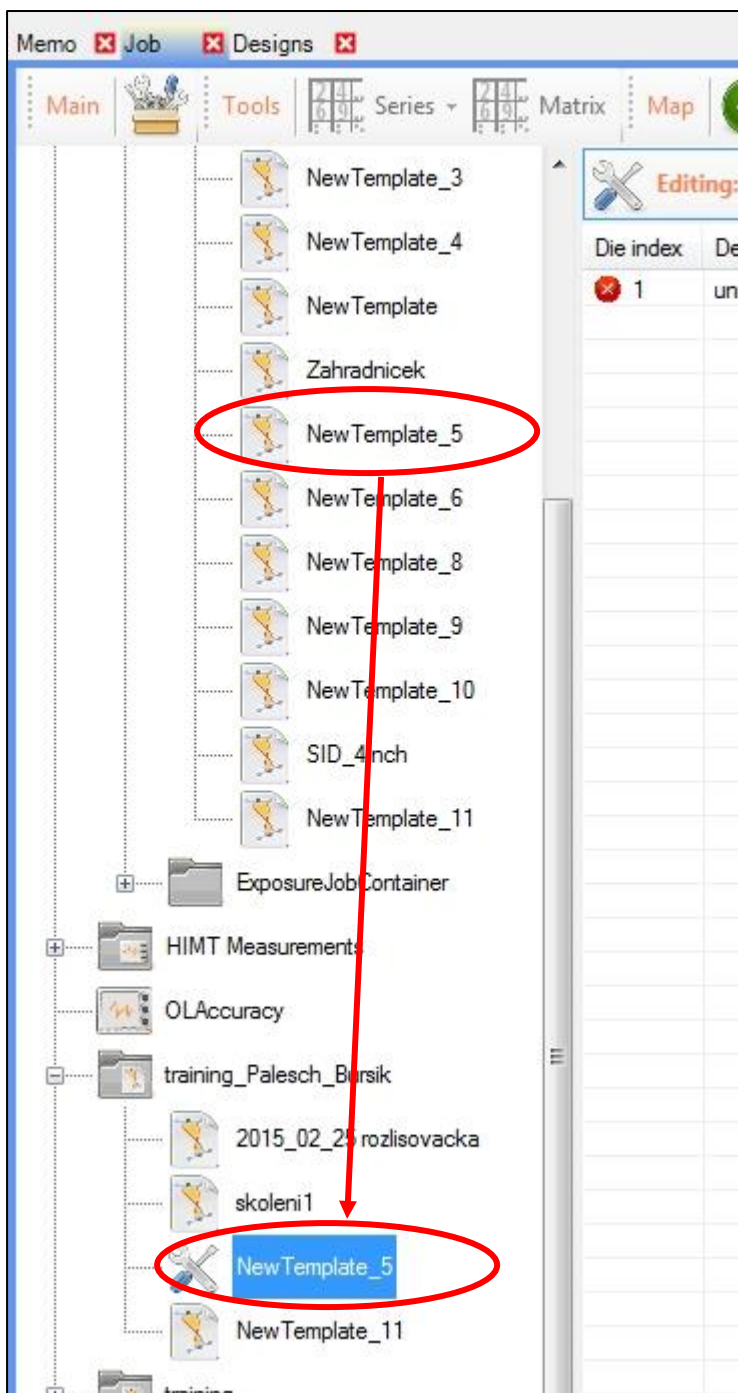 Memo Job Designs
Main Tools Series Matrix Map
NewTemplate_3
Editing:
NewTemplate_4
Die index De
1 un
NewTemplate
Zahradnicek
NewTemplate_5
NewTemplate_6
NewTemplate_8
NewTemplate_9
NewTemplate_10
SID_4inch
NewTemplate_11
ExposureJobContainer
HIMT Measurements
OLAccuracy
training_Palesch_Bursik
2015_02_25 rozlisovacka
skoleni1
NewTemplate_5
NewTemplate_11
training